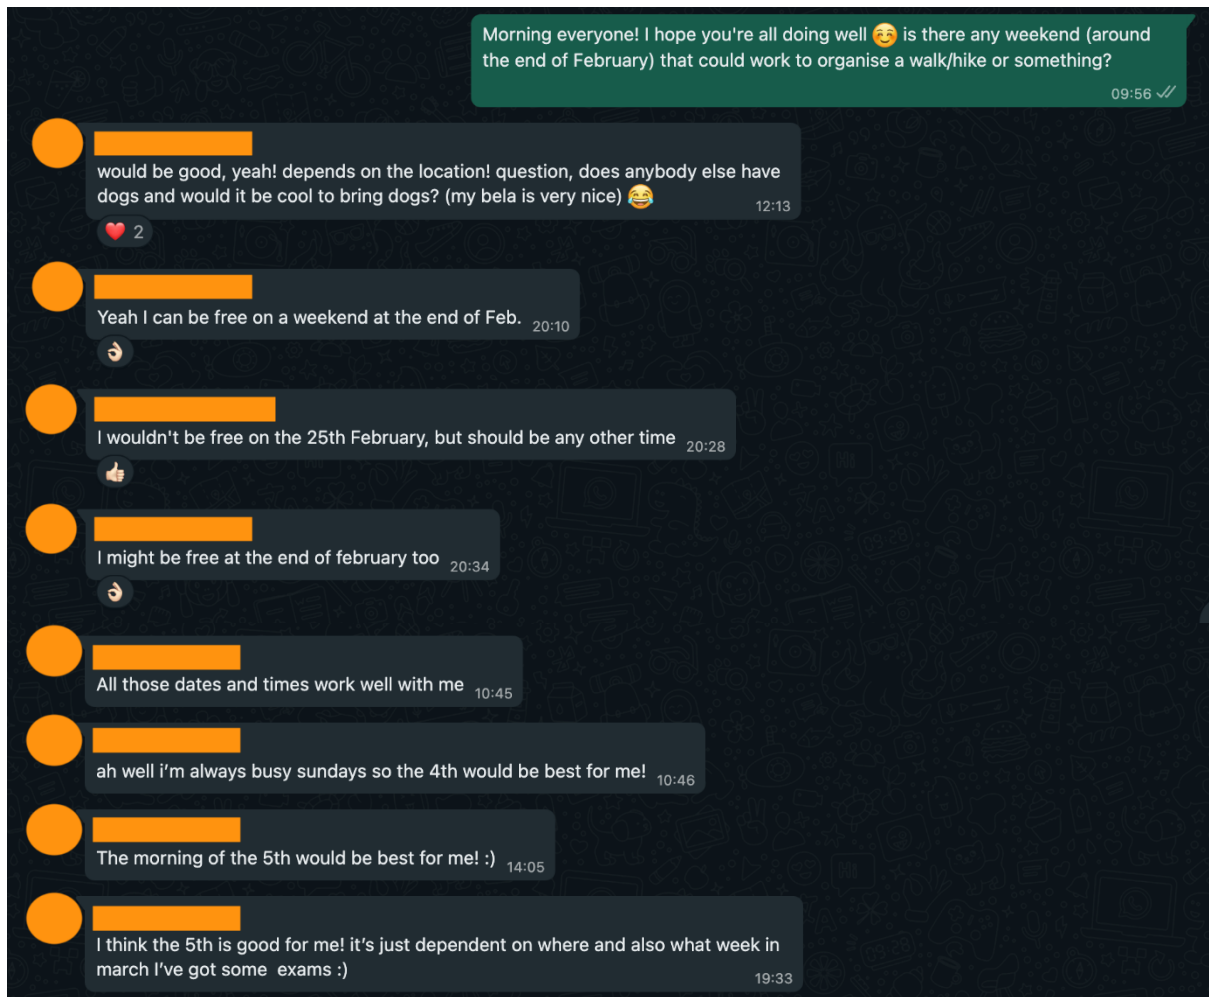 Morning everyone! I hope you're all doing well ☺️ is there any weekend (around
the end of February) that could work to organise a walk/hike or something?
09:56
would be good, yeah! depends on the location! question, does anybody else have
dogs and would it be cool to bring dogs? (my bela is very nice) 😂
12:13
❤️ 2
Yeah I can be free on a weekend at the end of Feb. 20:10
👌🏻
I wouldn't be free on the 25th February, but should be any other time 20:28
👍🏻
I might be free at the end of february too 20:34
👌🏻
All those dates and times work well with me 10:45
ah well i’m always busy sundays so the 4th would be best for me! 10:46
The morning of the 5th would be best for me! :) 14:05
I think the 5th is good for me! it’s just dependent on where and also what week in
march I’ve got some  exams :)
19:33